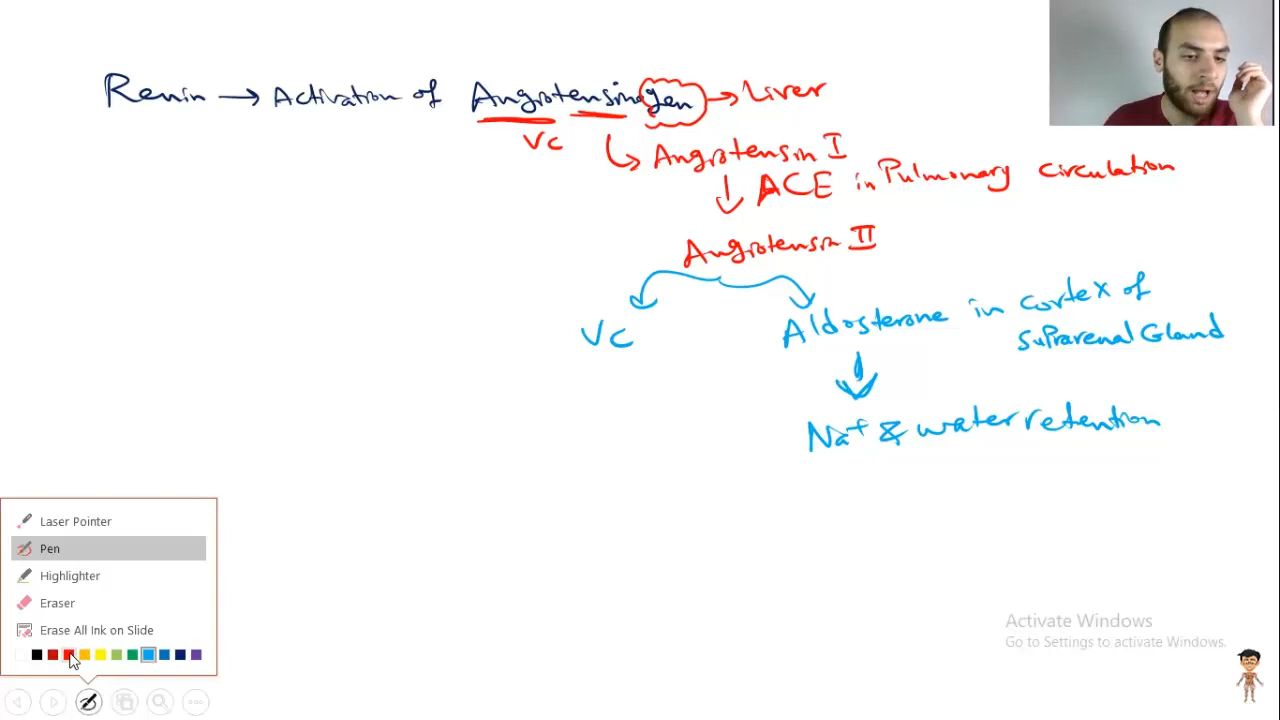 Renin → Activation of Angiotensinogen → Liver
VC
↳ Angiotensin I
↓ ACE in Pulmonary circulation
Angiotensin II
VC
Aldosterone in cortex of
suprarenal Gland
Na+ & water retention
Laser Pointer
Pen
Highlighter
Eraser
Erase All Ink on Slide
Activate Windows
Go to Settings to activate Windows.